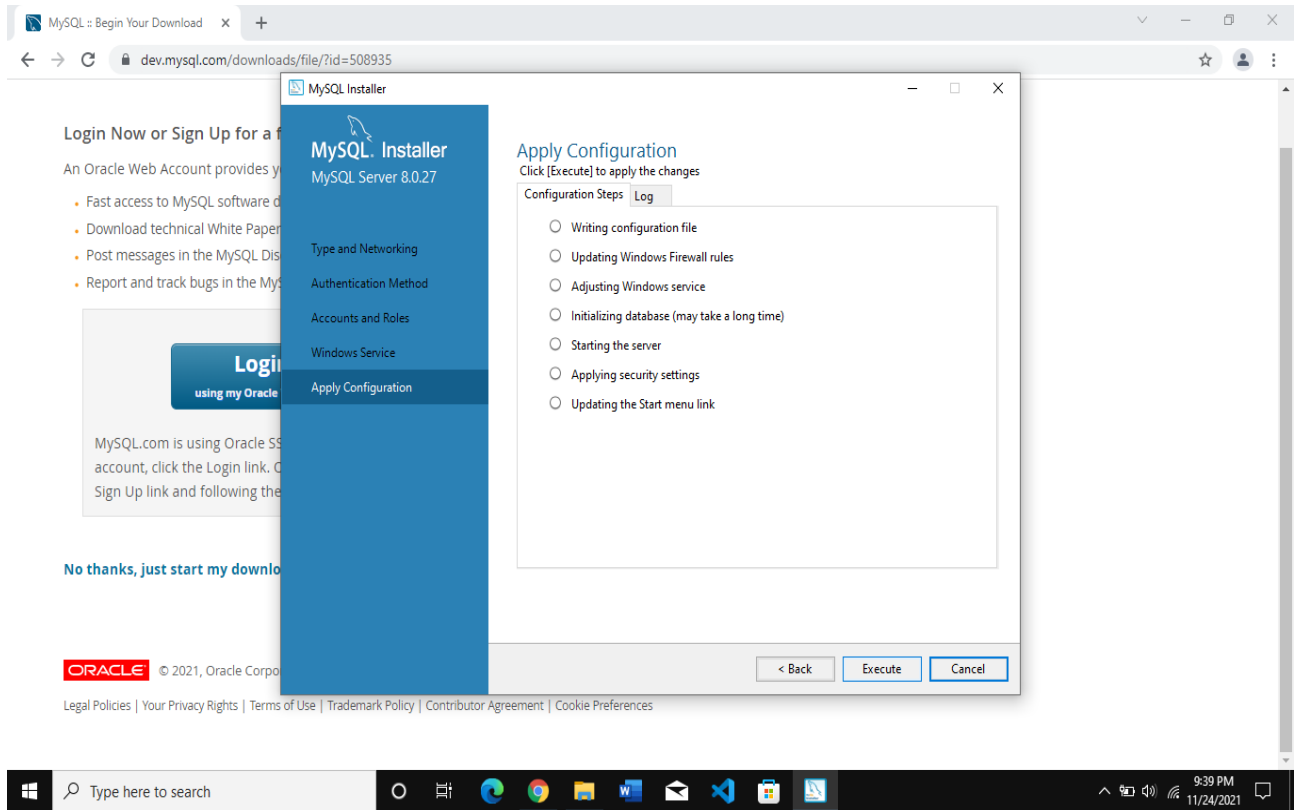 MySQL :: Begin Your Download
dev.mysql.com/downloads/file/?id=508935
Login Now or Sign Up for a f
An Oracle Web Account provides y
Fast access to MySQL software d
Download technical White Paper
Post messages in the MySQL Dis
Report and track bugs in the MyS
Logi
using my Oracle
MySQL.com is using Oracle SS
account, click the Login link. O
Sign Up link and following the
No thanks, just start my downlo
ORACLE © 2021, Oracle Corpo
Legal Policies | Your Privacy Rights | Terms of Use | Trademark Policy | Contributor Agreement | Cookie Preferences
MySQL Installer
MySQL. Installer
MySQL Server 8.0.27
Type and Networking
Authentication Method
Accounts and Roles
Windows Service
Apply Configuration
Apply Configuration
Click [Execute] to apply the changes
Configuration Steps Log
Writing configuration file
Updating Windows Firewall rules
Adjusting Windows service
Initializing database (may take a long time)
Starting the server
Applying security settings
Updating the Start menu link
< Back Execute Cancel
Type here to search
9:39 PM
11/24/2021